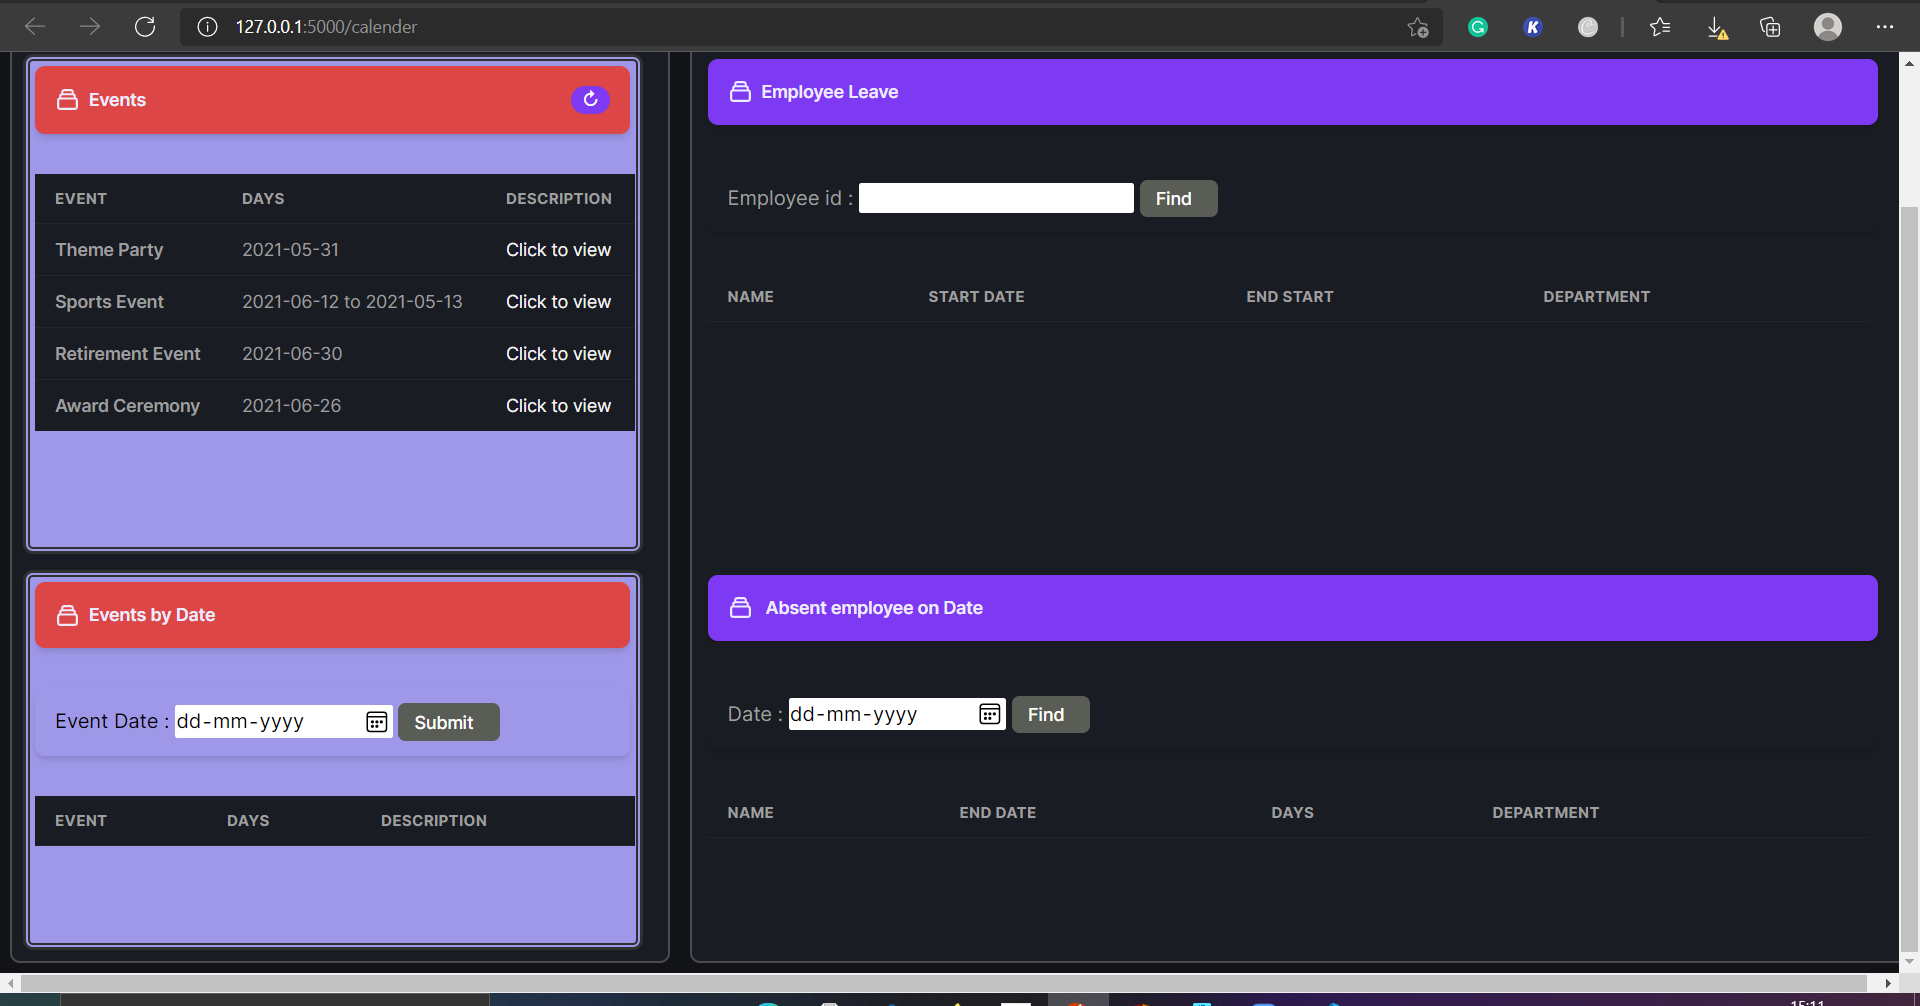 127.0.0.1:5000/calender
Events
EVENT DAYS DESCRIPTION
Theme Party 2021-05-31 Click to view
Sports Event 2021-06-12 to 2021-05-13 Click to view
Retirement Event 2021-06-30 Click to view
Award Ceremony 2021-06-26 Click to view
Events by Date
Event Date : dd-mm-yyyy Submit
EVENT DAYS DESCRIPTION
Employee Leave
Employee id : Find
NAME START DATE END START DEPARTMENT
Absent employee on Date
Date : dd-mm-yyyy Find
NAME END DATE DAYS DEPARTMENT